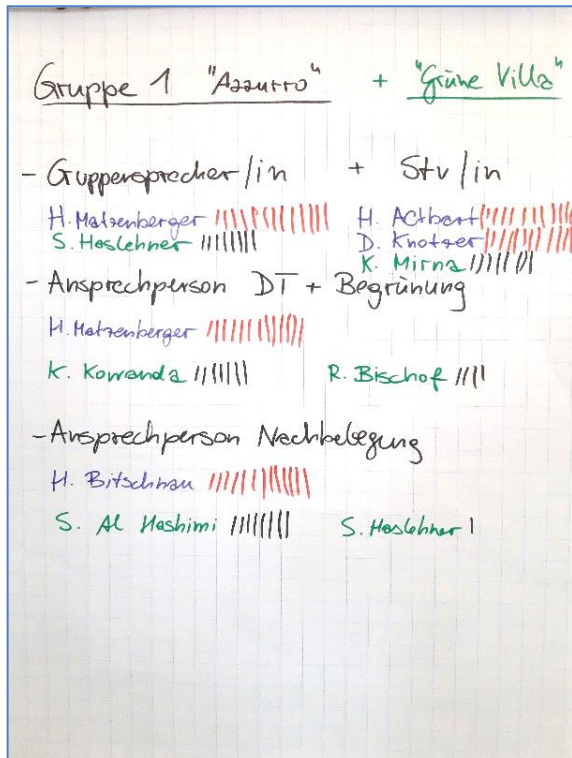 Gruppe 1 "Azzurro" + "Grüne Villa"
- Gruppensprecher/in + Stv/in
H. Matzenberger H. Actbart
S. Haslehner D. Knotzer
K. Mirna
- Ansprechperson DT + Begrünung
H. Matzenberger
K. Kowanda R. Bischof
- Ansprechperson Nachbelegung
H. Bitschnau
S. Al Hashimi S. Haslehner